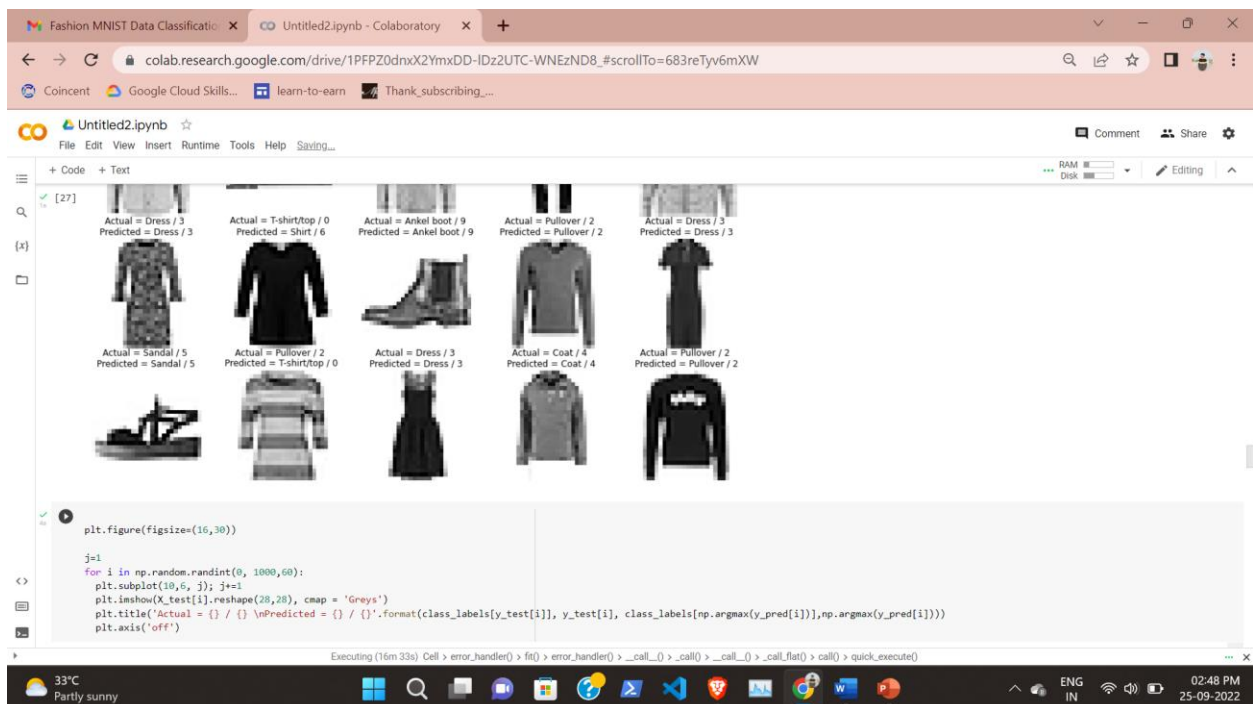 Fashion MNIST Data Classificatio
Untitled2.ipynb - Colaboratory
colab.research.google.com/drive/1PFPZ0dnxX2YmxDD-lDz2UTC-WNEzND8_#scrollTo=683reTyv6mXW
Coincent Google Cloud Skills... learn-to-earn Thank_subscribing_...
CO Untitled2.ipynb
Comment Share
File Edit View Insert Runtime Tools Help Saving...
+ Code + Text
RAM
Disk
Editing
[27]
Actual = Dress / 3 Actual = T-shirt/top / 0 Actual = Ankel boot / 9 Actual = Pullover / 2 Actual = Dress / 3
Predicted = Dress / 3 Predicted = Shirt / 6 Predicted = Ankel boot / 9 Predicted = Pullover / 2 Predicted = Dress / 3
{x}
Actual = Sandal / 5 Actual = Pullover / 2 Actual = Dress / 3 Actual = Coat / 4 Actual = Pullover / 2
Predicted = Sandal / 5 Predicted = T-shirt/top / 0 Predicted = Dress / 3 Predicted = Coat / 4 Predicted = Pullover / 2
plt.figure(figsize=(16,30))
j=1
for i in np.random.randint(0, 1000,60):
plt.subplot(10,6, j); j+=1
plt.imshow(X_test[i].reshape(28,28), cmap = 'Greys')
plt.title('Actual = {} / {} \nPredicted = {} / {}'.format(class_labels[y_test[i]], y_test[i], class_labels[np.argmax(y_pred[i])],np.argmax(y_pred[i])))
plt.axis('off')
Executing (16m 33s) Cell > error_handler() > fit() > error_handler() > __call__() > _call() > __call__() > _call_flat() > call() > quick_execute()
33°C
Partly sunny
ENG
IN
02:48 PM
25-09-2022